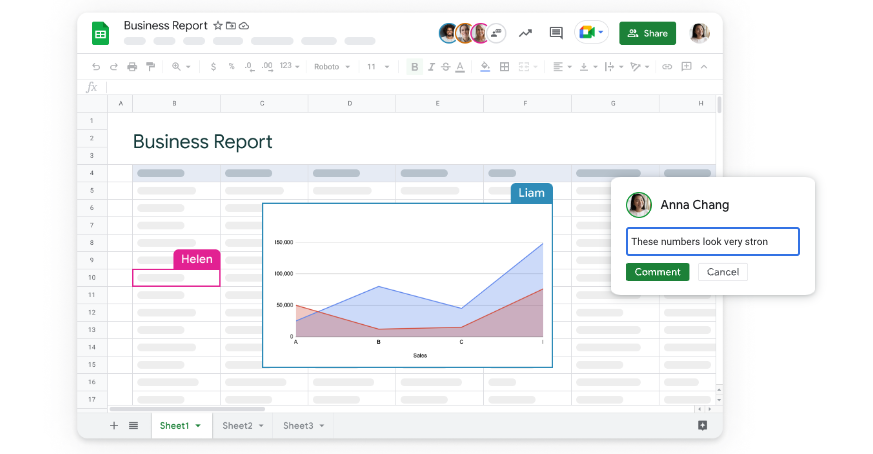 Business Report
Share
$ % .0 .00 123 Roboto 11 B I S A
fx
A B C D E F G H
1
2 Business Report
3
4
5 Liam
6
7
8 150,000
9 Helen
10 100,000
11 50,000
12
13 0
A B C
14 Sales
15
16
17
Sheet1 Sheet2 Sheet3
Anna Chang
These numbers look very stron
Comment Cancel